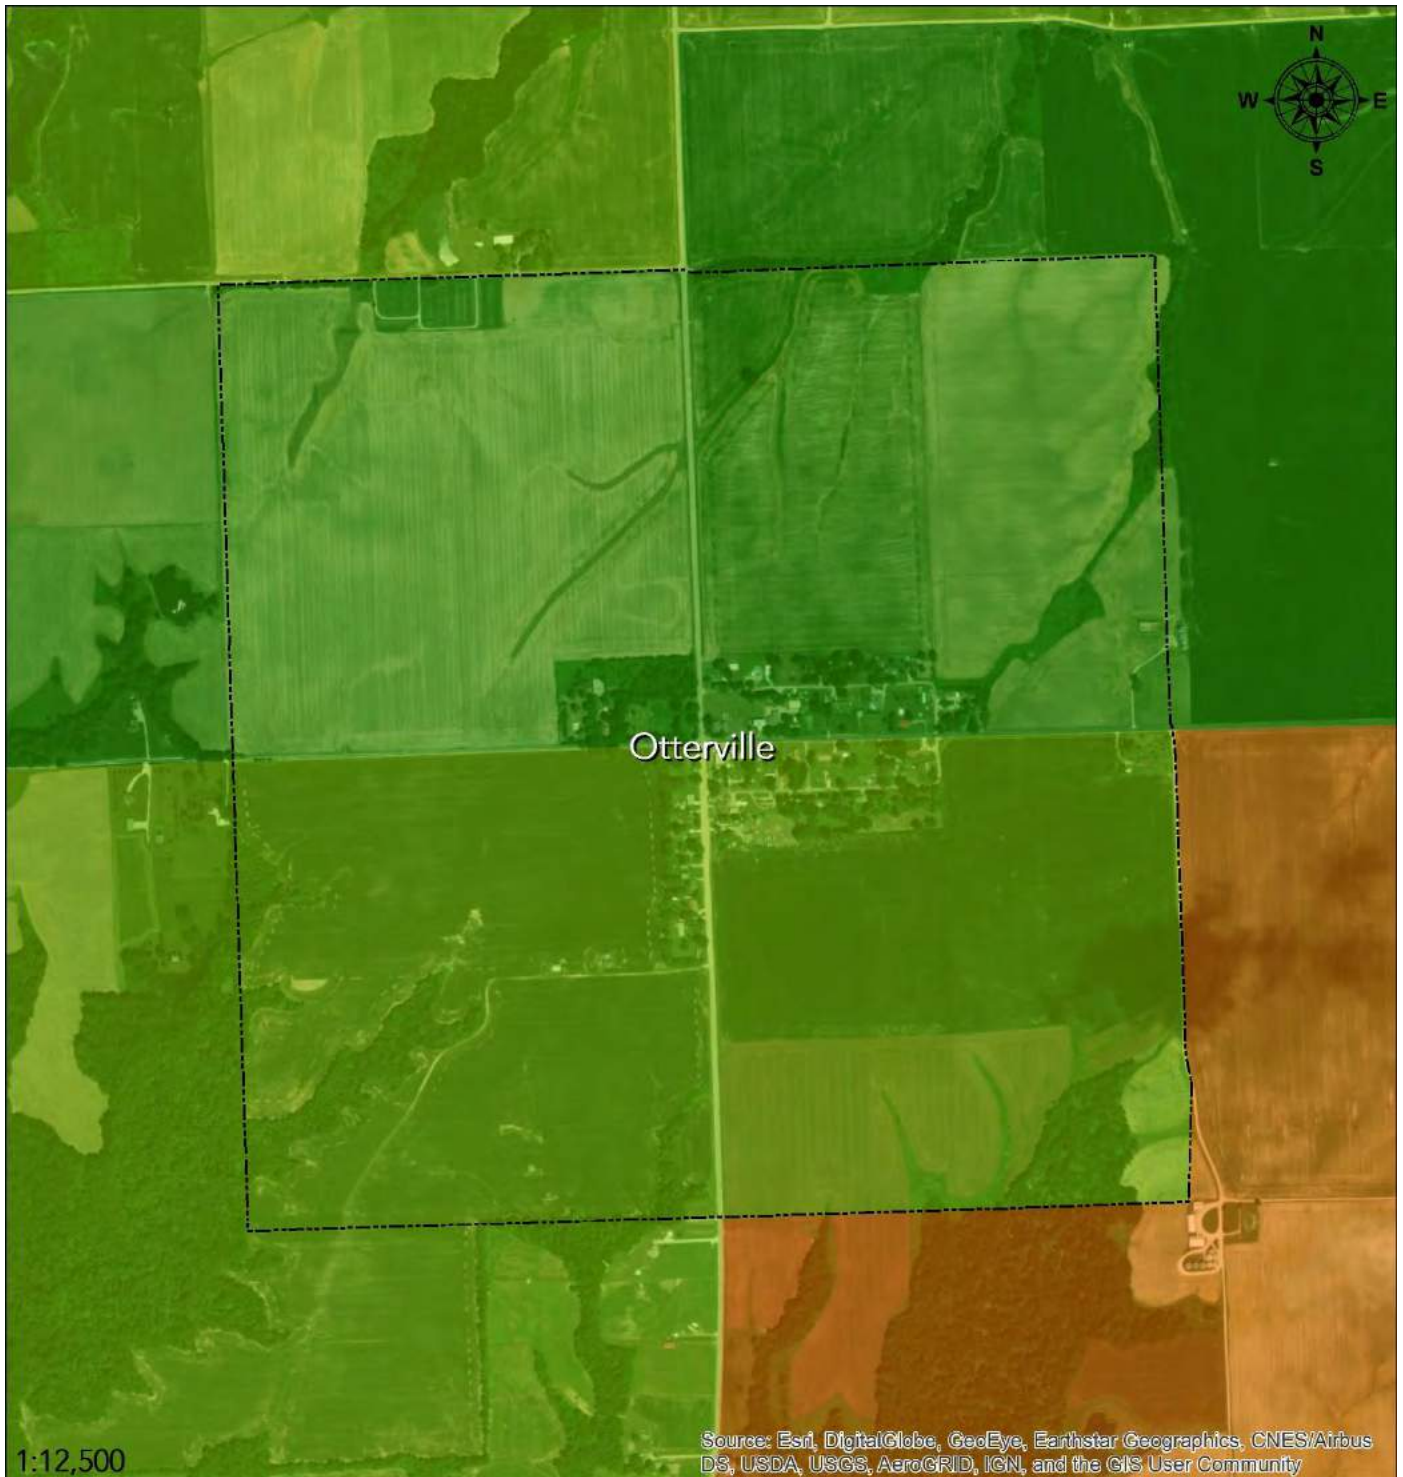 N
W E
S
Otterville
1:12,500
Source: Esri, DigitalGlobe, GeoEye, Earthstar Geographics, CNES/Airbus
DS, USDA, USGS, AeroGRID, IGN, and the GIS User Community